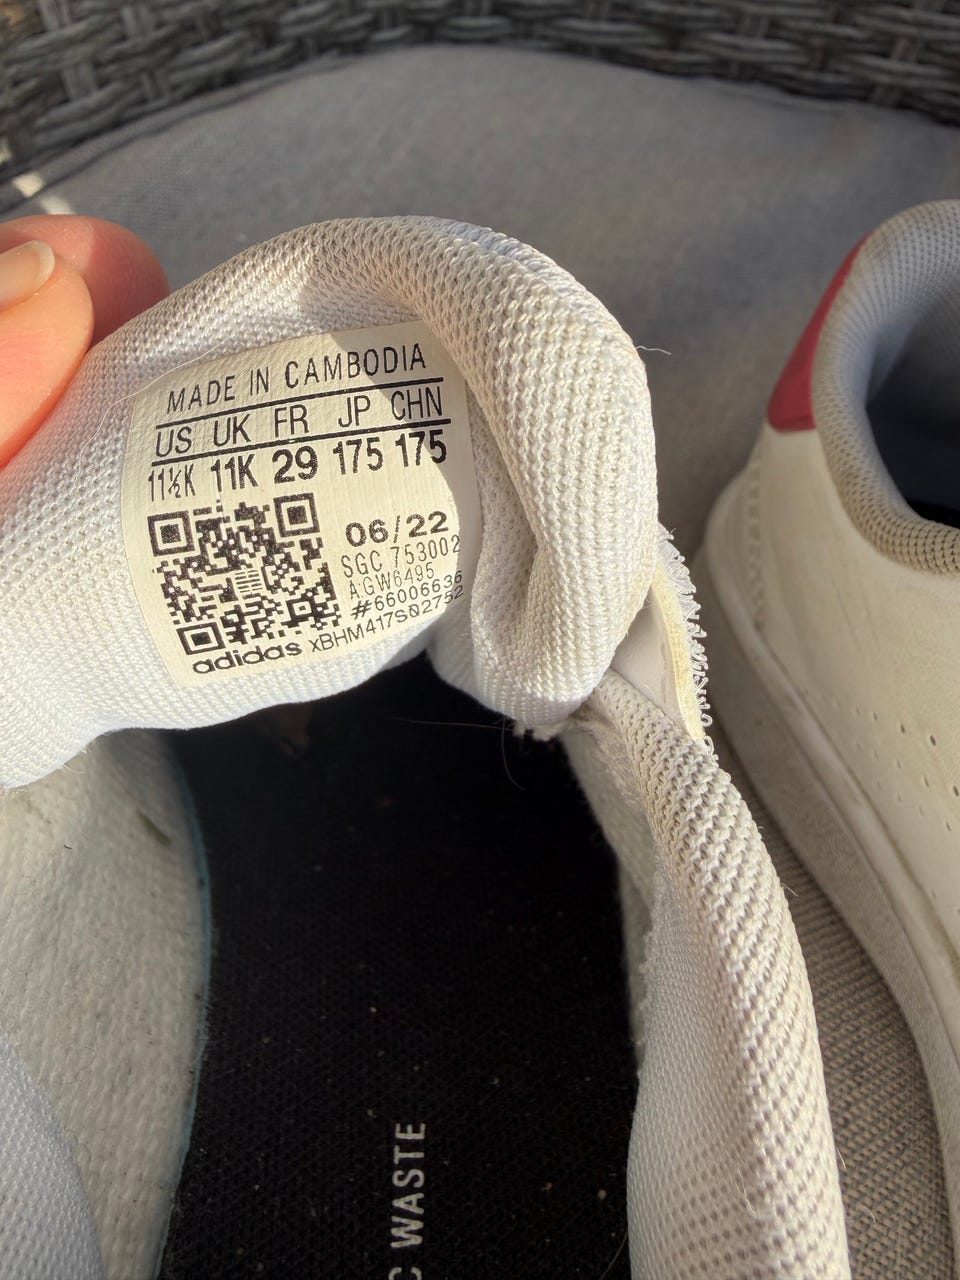 MADE IN CAMBODIA
US UK FR JP CHN
11½K 11K 29 175 175
06/22
SGC 753002
A:GW6495
#66006636
adidas xBHM417S02752
C WASTE